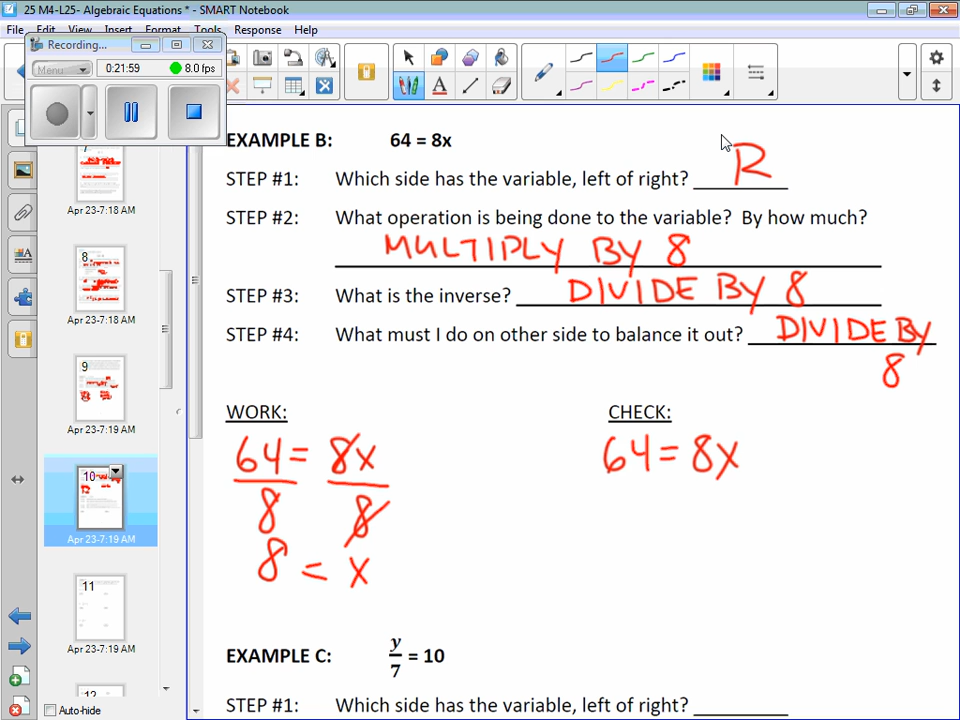 25 M4-L25- Algebraic Equations * - SMART Notebook
File Edit View Insert Format Tools Response Help
Recording...
Menu 0:21:59 8.0 fps
EXAMPLE B: 64 = 8x
STEP #1: Which side has the variable, left of right? R
STEP #2: What operation is being done to the variable? By how much?
MULTIPLY BY 8
STEP #3: What is the inverse? DIVIDE BY 8
STEP #4: What must I do on other side to balance it out? DIVIDE BY
8
WORK: CHECK:
64 = 8x 64 = 8x
8 8
8 = x
EXAMPLE C: y/7 = 10
STEP #1: Which side has the variable, left of right?
7
Apr 23-7:18 AM
8
Apr 23-7:18 AM
9
Apr 23-7:19 AM
10
Apr 23-7:19 AM
11
Apr 23-7:19 AM
12
Auto-hide